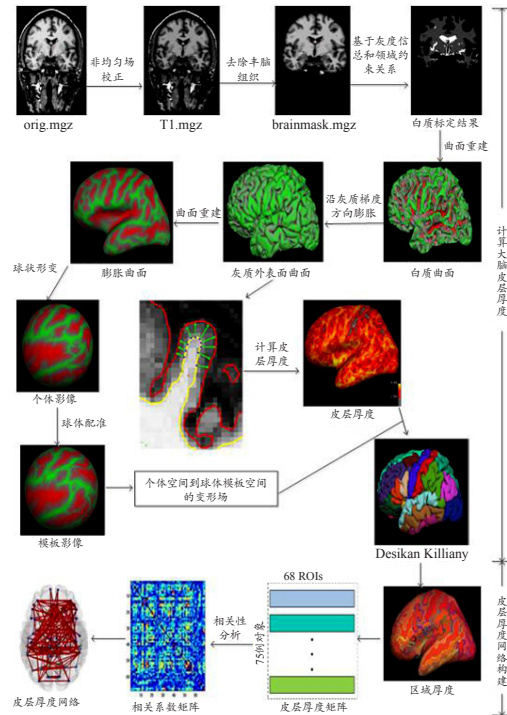 非均匀场
校正
去除非脑
组织
基于灰度信
总和领域约
束关系
orig.mgz
T1.mgz
brainmask.mgz
白质标定结果
曲面重建
曲面重建
沿灰质梯度
方向膨胀
膨胀曲面
灰质外表面曲面
白质曲面
球状形变
计算皮
层厚度
个体影像
皮层厚度
球体配准
个体空间到球体模板空间
的变形场
模板影像
Desikan Killiany
计算大脑皮层厚度
68 ROIs
相关性
分析
75例对象
皮层厚度网络
相关系数矩阵
皮层厚度矩阵
区域厚度
皮层厚度网络构建